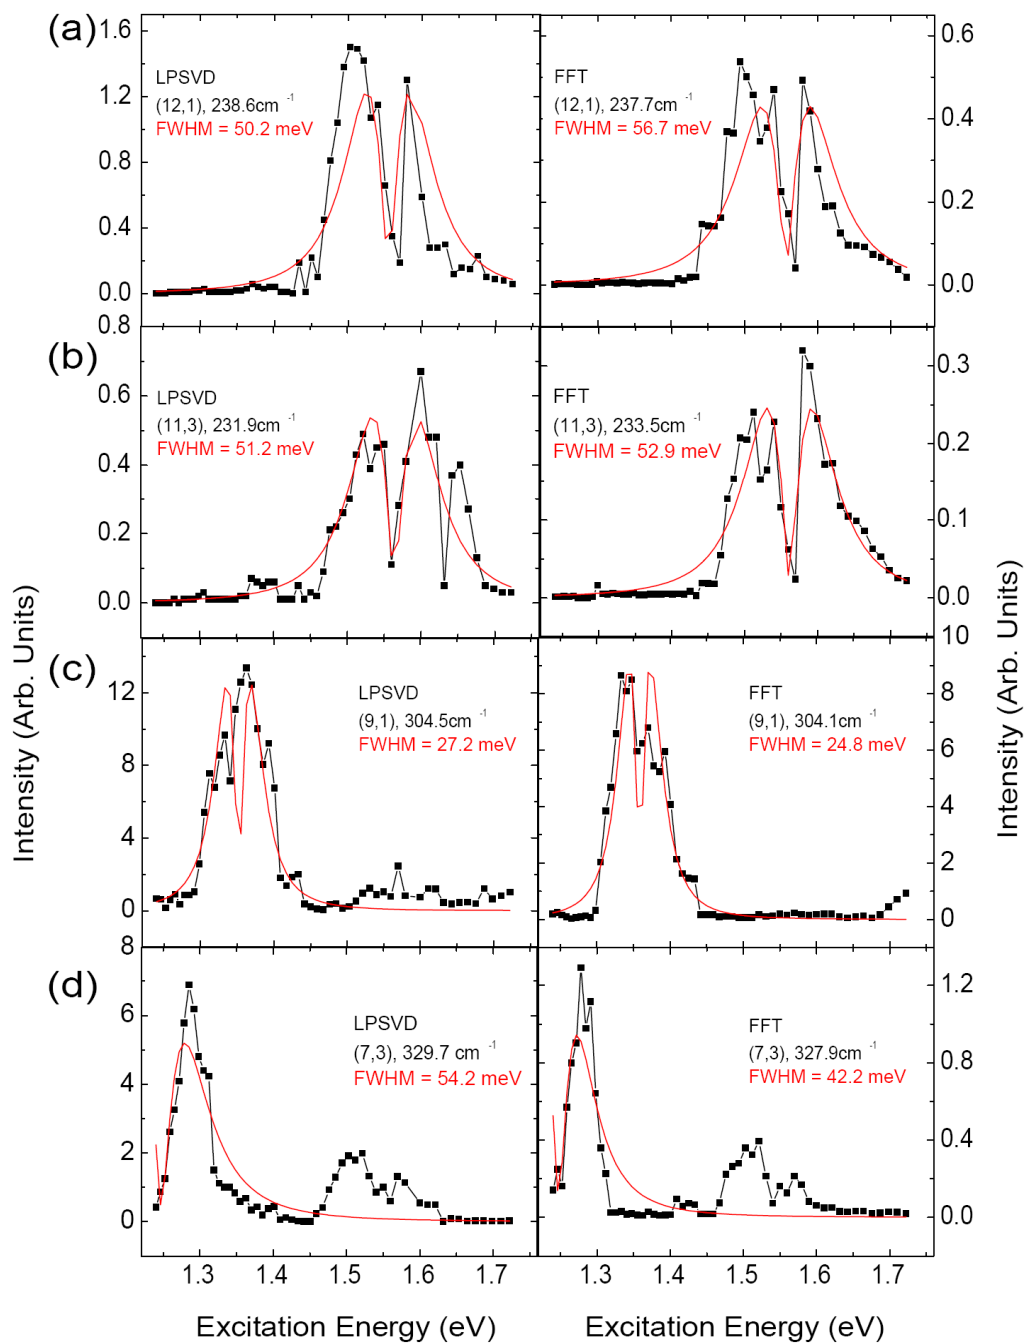 (a)
1.6
1.2
0.8
0.4
0.0
LPSVD
(12,1), 238.6cm -1
FWHM = 50.2 meV
FFT
(12,1), 237.7cm -1
FWHM = 56.7 meV
0.6
0.4
0.2
0.0
(b)
0.8
0.6
0.4
0.2
0.0
LPSVD
(11,3), 231.9cm -1
FWHM = 51.2 meV
FFT
(11,3), 233.5cm -1
FWHM = 52.9 meV
0.3
0.2
0.1
0.0
Intensity (Arb. Units)
Intensity (Arb. Units)
(c)
12
8
4
0
LPSVD
(9,1), 304.5cm -1
FWHM = 27.2 meV
FFT
(9,1), 304.1cm -1
FWHM = 24.8 meV
10
8
6
4
2
0
(d)
8
6
4
2
0
LPSVD
(7,3), 329.7 cm -1
FWHM = 54.2 meV
FFT
(7,3), 327.9cm -1
FWHM = 42.2 meV
1.2
0.8
0.4
0.0
1.3 1.4 1.5 1.6 1.7
1.3 1.4 1.5 1.6 1.7
Excitation Energy (eV)
Excitation Energy (eV)